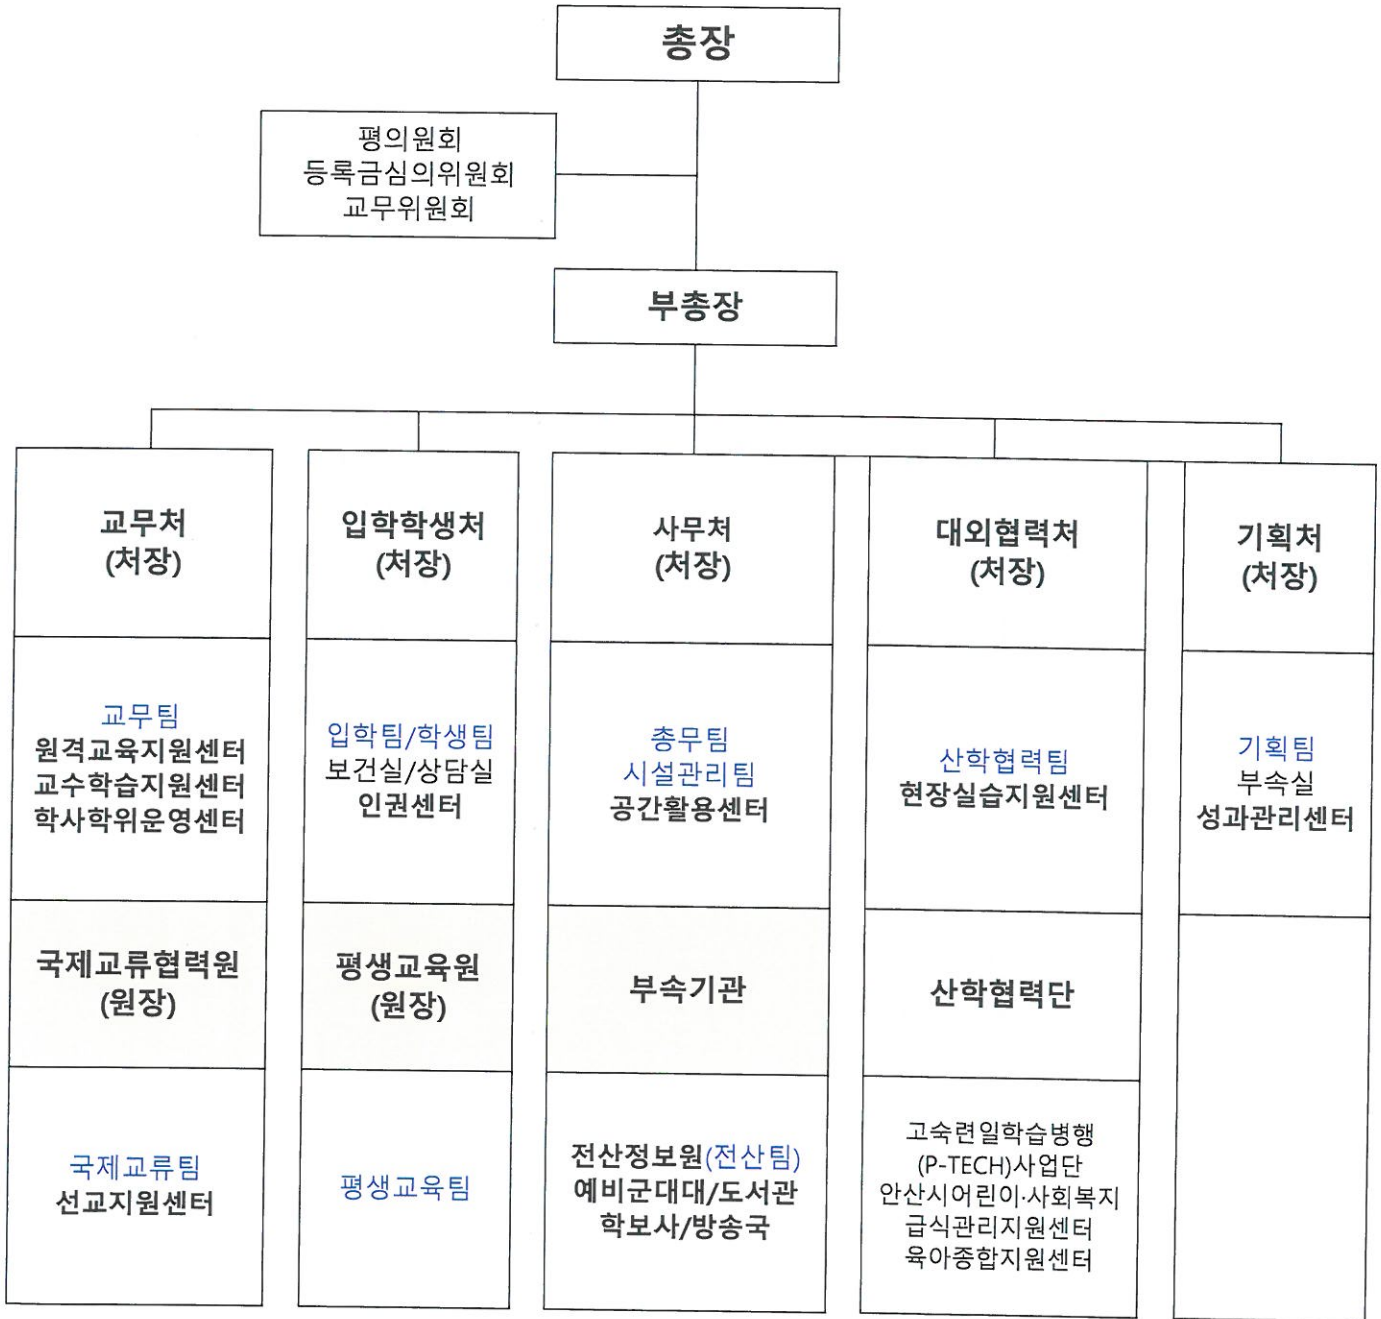 총장
평의원회
등록금심의위원회
교무위원회
부총장
교무처
(처장)
입학학생처
(처장)
사무처
(처장)
대외협력처
(처장)
기획처
(처장)
교무팀
원격교육지원센터
교수학습지원센터
학사학위운영센터
입학팀/학생팀
보건실/상담실
인권센터
총무팀
시설관리팀
공간활용센터
산학협력팀
현장실습지원센터
기획팀
부속실
성과관리센터
국제교류협력원
(원장)
평생교육원
(원장)
부속기관
산학협력단
국제교류팀
선교지원센터
평생교육팀
전산정보원(전산팀)
예비군대대/도서관
학보사/방송국
고숙련일학습병행
(P-TECH)사업단
안산시어린이·사회복지
급식관리지원센터
육아종합지원센터